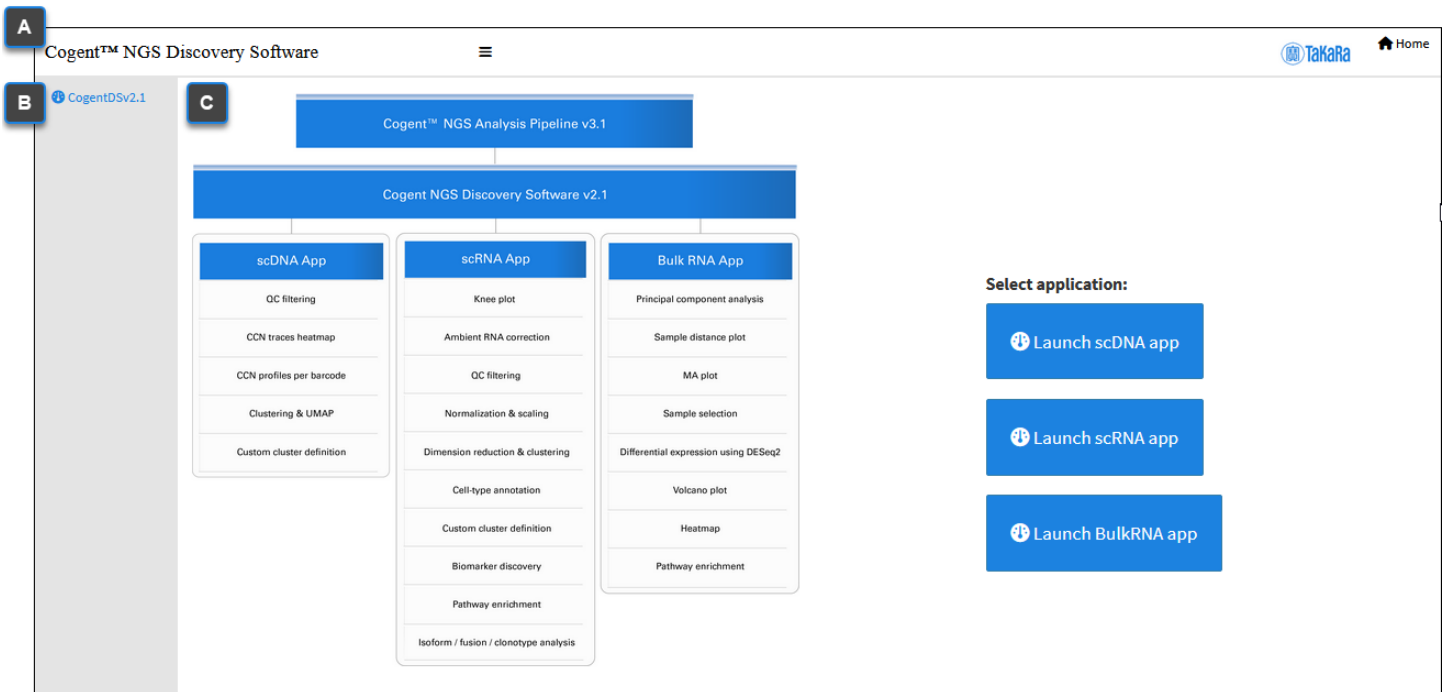 A
Cogent™ NGS Discovery Software
TaKaRa
Home
B
CogentDSv2.1
C
Cogent™ NGS Analysis Pipeline v3.1
Cogent NGS Discovery Software v2.1
scDNA App
QC filtering
CCN traces heatmap
CCN profiles per barcode
Clustering & UMAP
Custom cluster definition
scRNA App
Knee plot
Ambient RNA correction
QC filtering
Normalization & scaling
Dimension reduction & clustering
Cell-type annotation
Custom cluster definition
Biomarker discovery
Pathway enrichment
Isoform / fusion / clonotype analysis
Bulk RNA App
Principal component analysis
Sample distance plot
MA plot
Sample selection
Differential expression using DESeq2
Volcano plot
Heatmap
Pathway enrichment
Select application:
Launch scDNA app
Launch scRNA app
Launch BulkRNA app